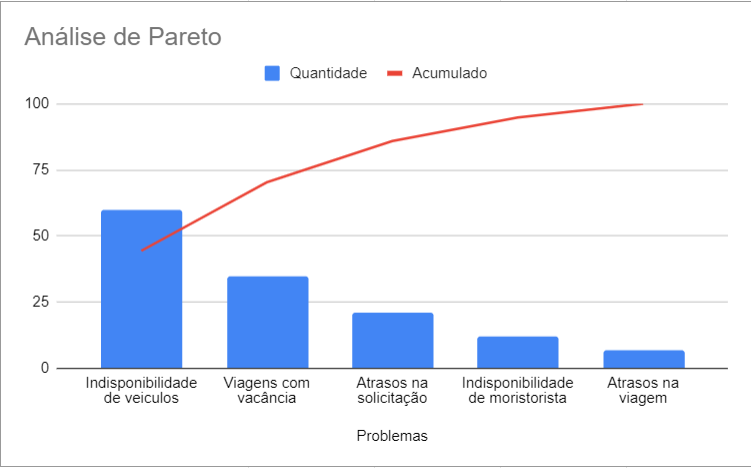 Análise de Pareto
Quantidade
Acumulado
100
75
50
25
0
Indisponibilidade
de veiculos
Viagens com
vacância
Atrasos na
solicitação
Indisponibilidade
de moristorista
Atrasos na
viagem
Problemas